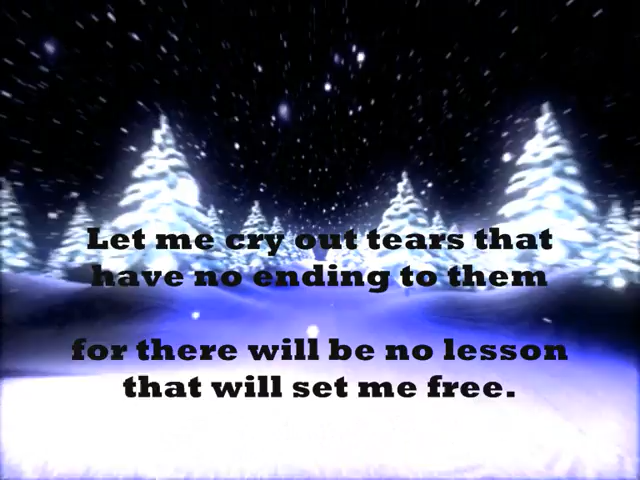 Let me cry out tears that
have no ending to them
for there will be no lesson
that will set me free.